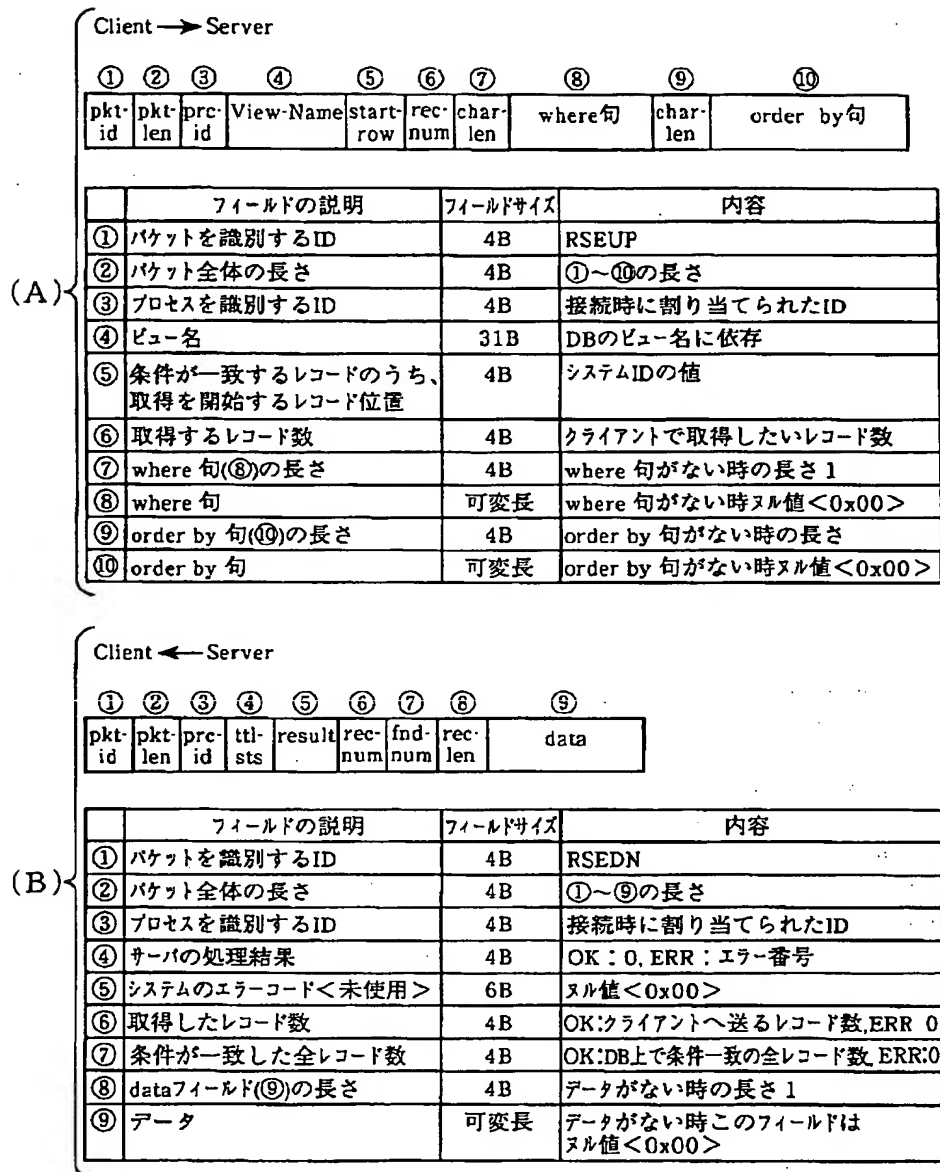 Client → Server
① ② ③ ④ ⑤ ⑥ ⑦ ⑧ ⑨ ⑩
pkt-id pkt-len prc-id View-Name start-row rec-num char-len where句 char-len order by句
フィールドの説明 フィールドサイズ 内容
① パケットを識別するID 4B RSEUP
② パケット全体の長さ 4B ①~⑩の長さ
③ プロセスを識別するID 4B 接続時に割り当てられたID
④ ビュー名 31B DBのビュー名に依存
⑤ 条件が一致するレコードのうち、 4B システムIDの値
取得を開始するレコード位置
⑥ 取得するレコード数 4B クライアントで取得したいレコード数
⑦ where 句(⑧)の長さ 4B where 句がない時の長さ 1
⑧ where 句 可変長 where 句がない時ヌル値<0x00>
⑨ order by 句(⑩)の長さ 4B order by 句がない時の長さ
⑩ order by 句 可変長 order by 句がない時ヌル値<0x00>
(A)
Client ← Server
① ② ③ ④ ⑤ ⑥ ⑦ ⑧ ⑨
pkt-id pkt-len prc-id ttl-sts result rec-num fnd-num rec-len data
フィールドの説明 フィールドサイズ 内容
① パケットを識別するID 4B RSEDN
② パケット全体の長さ 4B ①~⑨の長さ
③ プロセスを識別するID 4B 接続時に割り当てられたID
④ サーバの処理結果 4B OK:0, ERR:エラー番号
⑤ システムのエラーコード<未使用> 6B ヌル値<0x00>
⑥ 取得したレコード数 4B OK:クライアントへ送るレコード数,ERR 0
⑦ 条件が一致した全レコード数 4B OK:DB上で条件一致の全レコード数, ERR:0
⑧ dataフィールド(⑨)の長さ 4B データがない時の長さ 1
⑨ データ 可変長 データがない時このフィールドは
ヌル値<0x00>
(B)